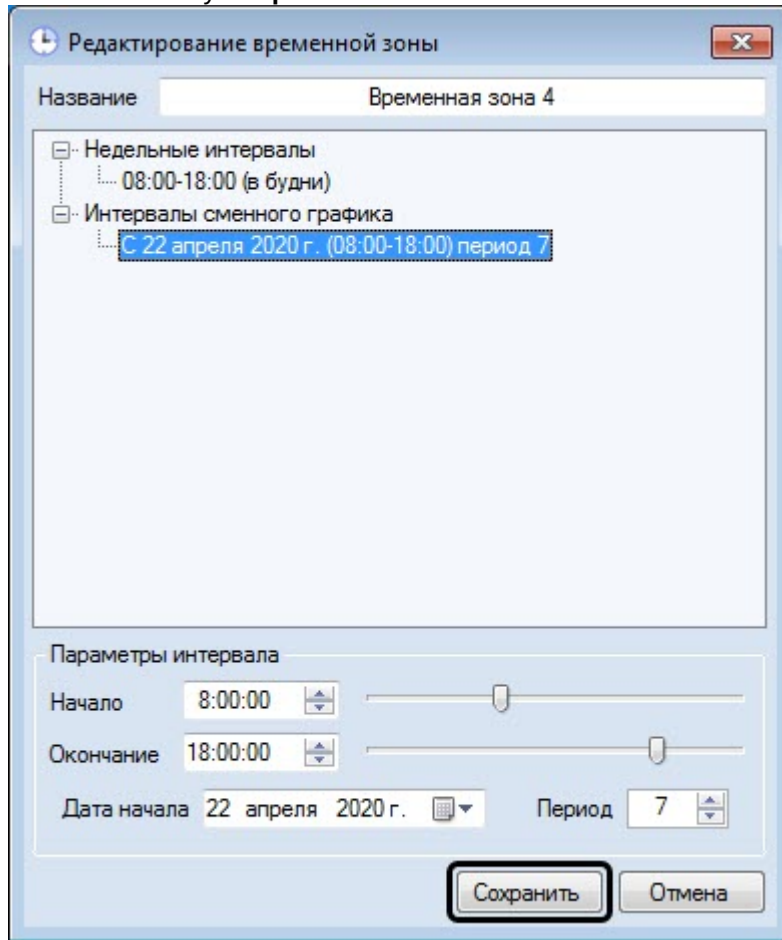 Редактирование временной зоны
Название Временная зона 4
Недельные интервалы
08:00-18:00 (в будни)
Интервалы сменного графика
С 22 апреля 2020 г. (08:00-18:00) период 7
Параметры интервала
Начало 8:00:00
Окончание 18:00:00
Дата начала 22 апреля 2020 г. Период 7
Сохранить Отмена